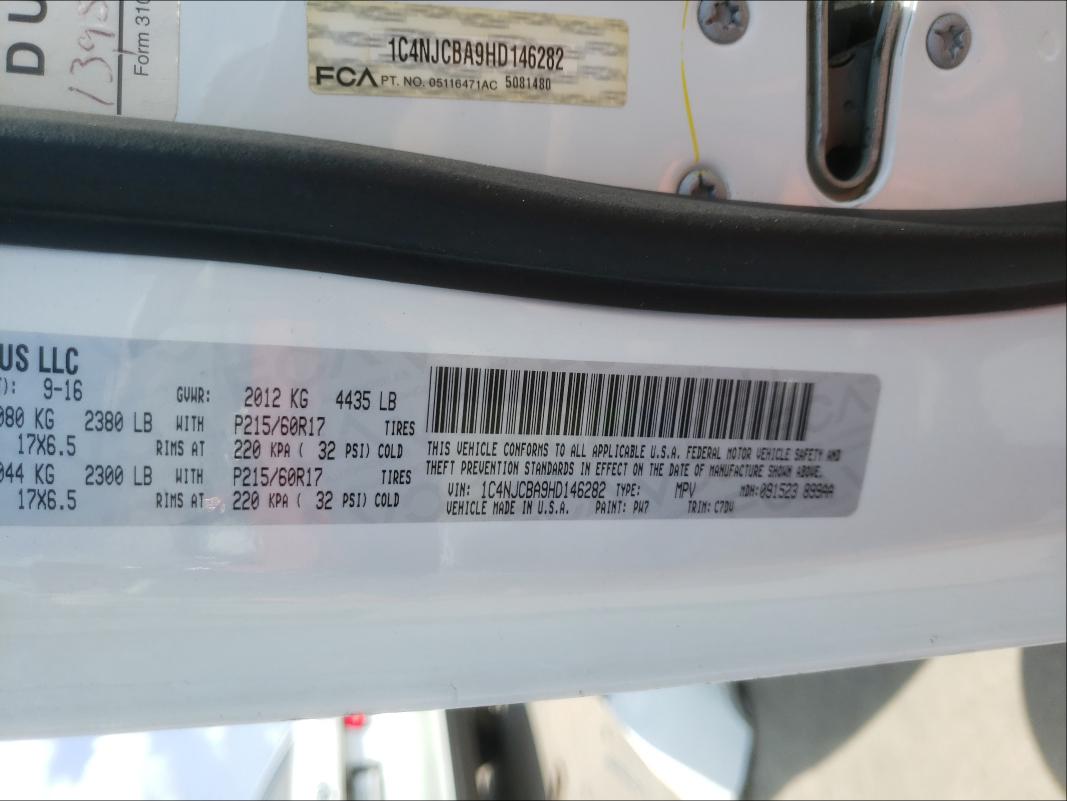 DU
1398
Form 310
1C4NJCBA9HD146282
FCA PT. NO. 05116471AC 5081480
US LLC
T): 9-16 GVWR: 2012 KG 4435 LB
080 KG 2380 LB WITH P215/60R17 TIRES
17X6.5 RIMS AT 220 KPA ( 32 PSI) COLD
044 KG 2300 LB WITH P215/60R17 TIRES
17X6.5 RIMS AT 220 KPA ( 32 PSI) COLD
THIS VEHICLE CONFORMS TO ALL APPLICABLE U.S.A. FEDERAL MOTOR VEHICLE SAFETY AND
THEFT PREVENTION STANDARDS IN EFFECT ON THE DATE OF MANUFACTURE SHOWN ABOVE.
VIN: 1C4NJCBA9HD146282 TYPE: MPV MDH: 091523 899AA
VEHICLE MADE IN U.S.A. PAINT: PW7 TRIM: C7DV